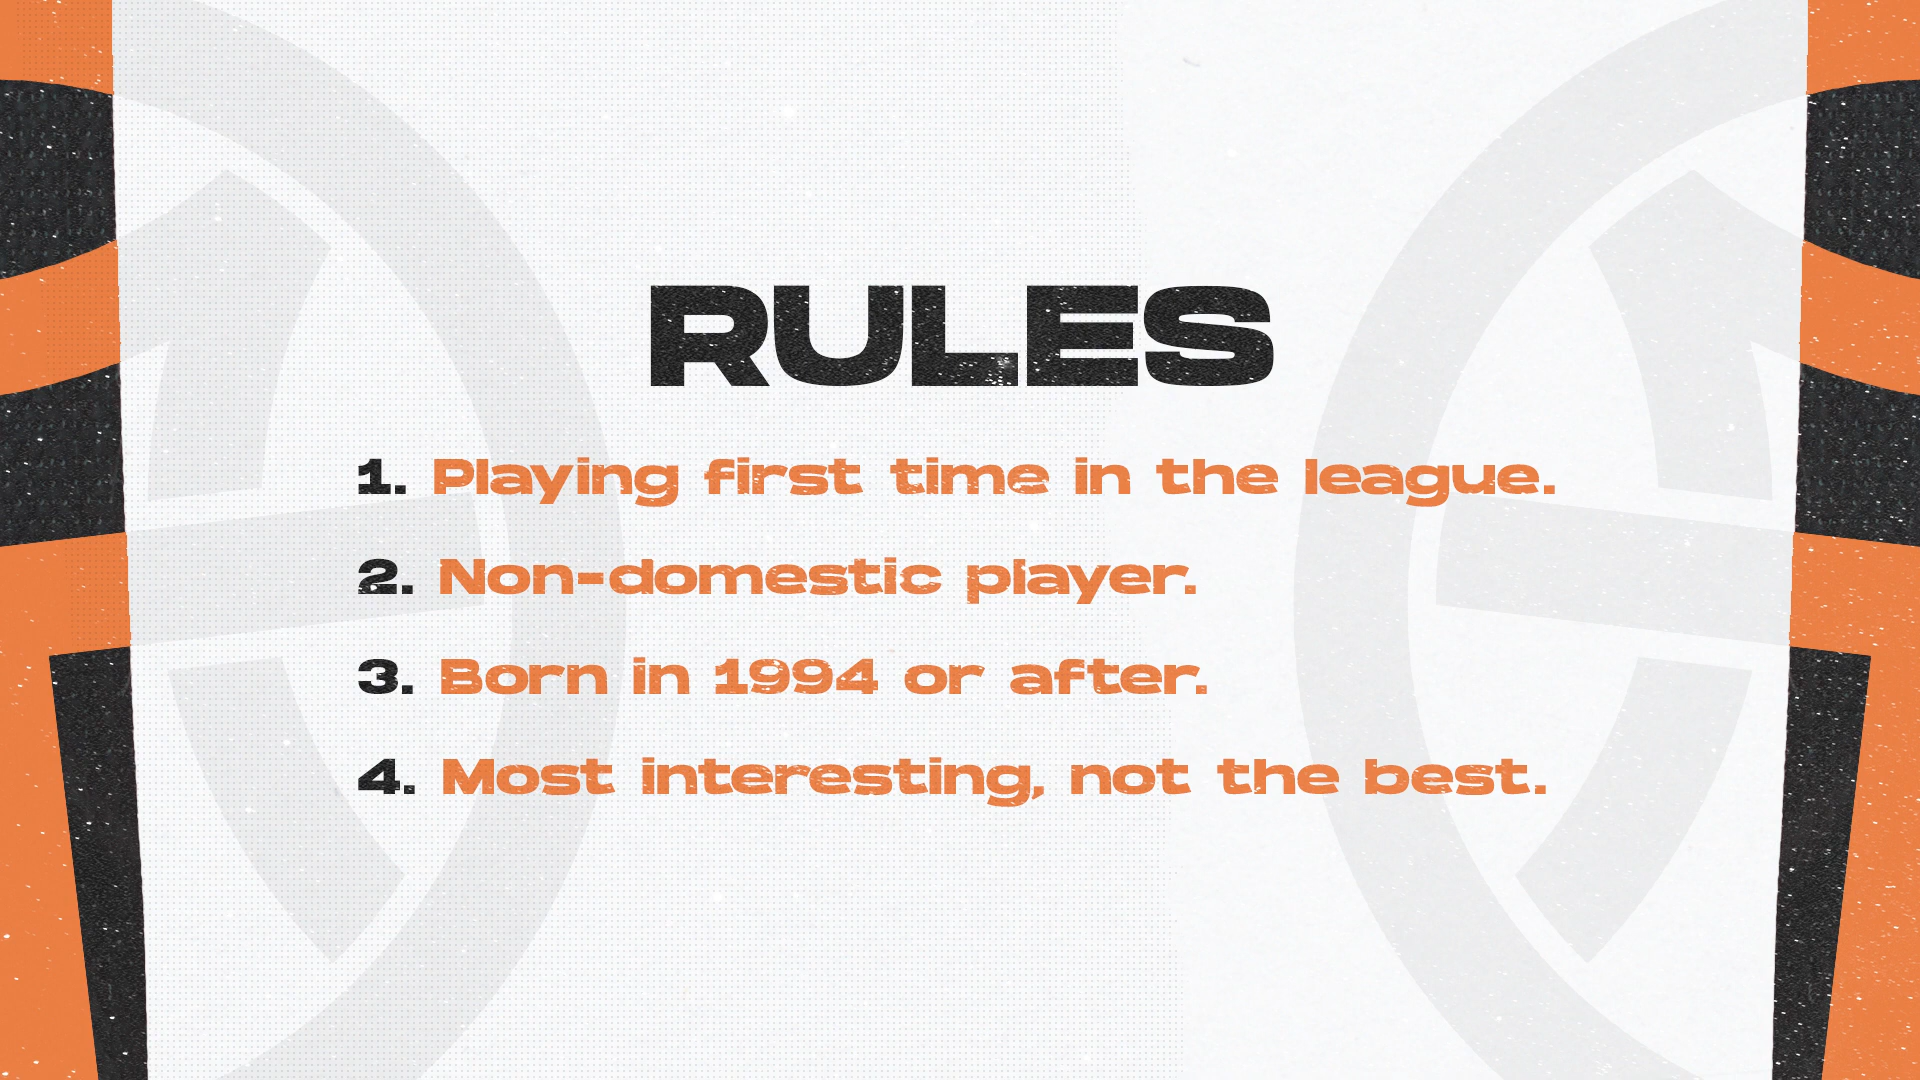 RULES
1. Playing first time in the league.
2. Non-domestic player.
3. Born in 1994 or after.
4. Most interesting, not the best.